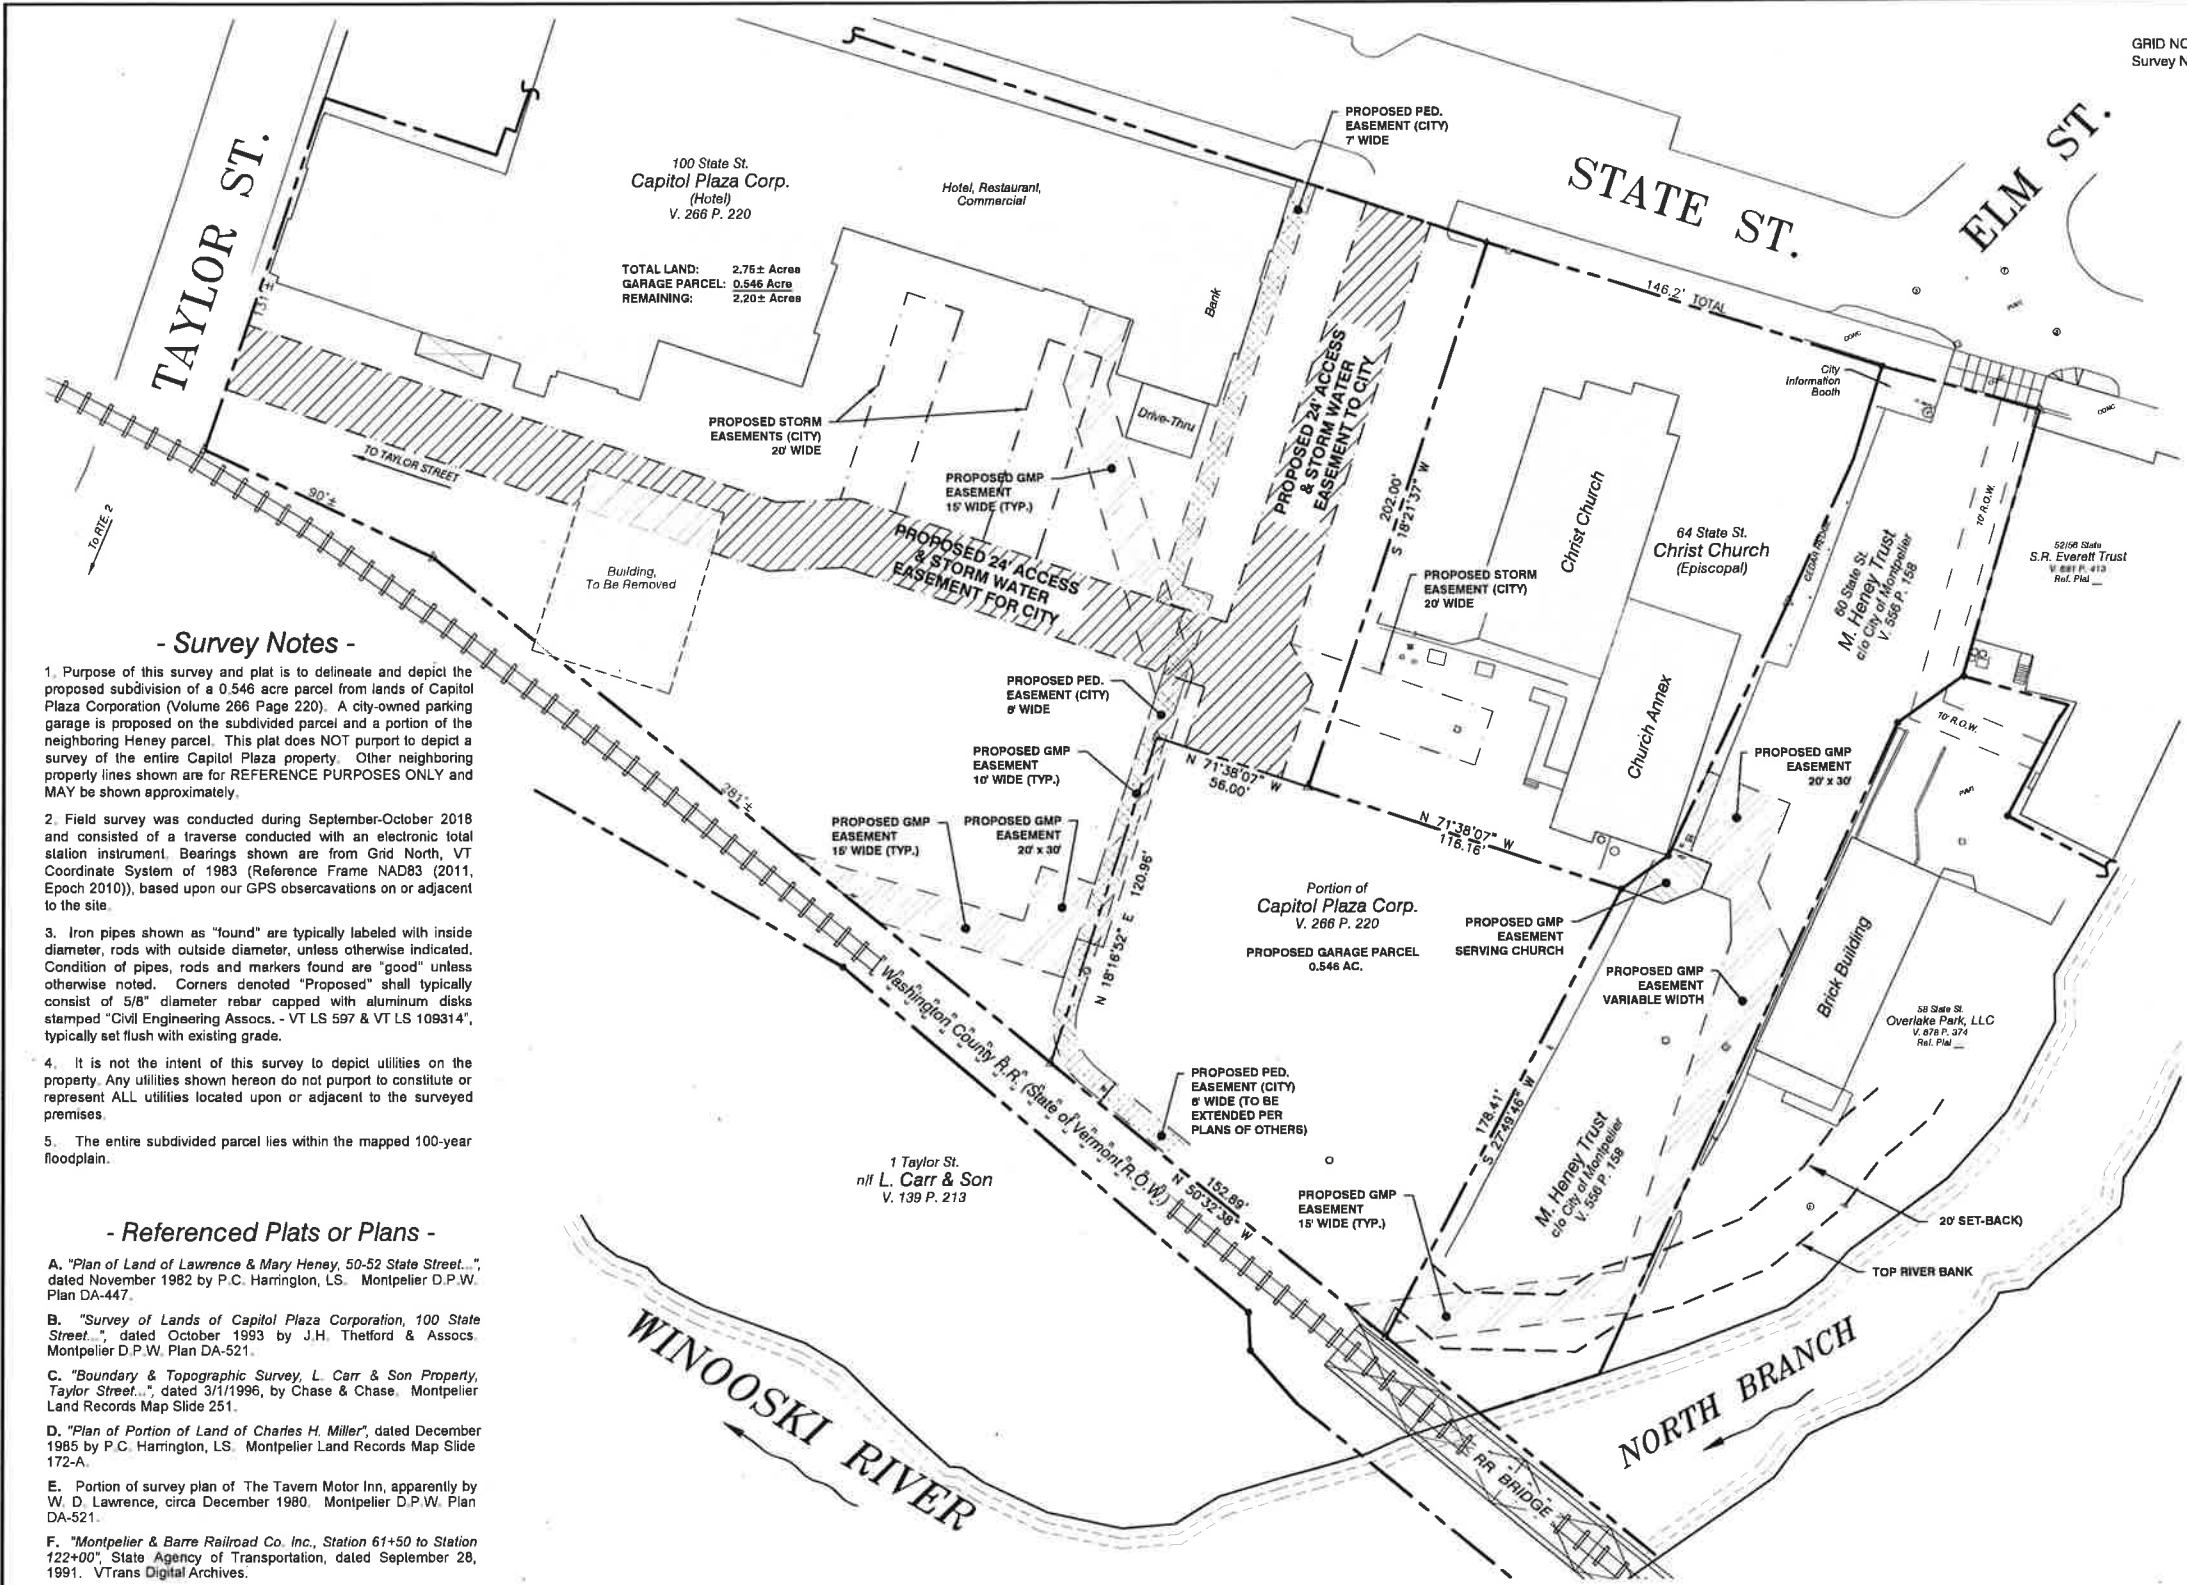 GRID NO
Survey N
TAYLOR ST.
STATE ST.
ELM ST.
100 State St.
Capitol Plaza Corp.
(Hotel)
V. 266 P. 220
Hotel, Restaurant,
Commercial
TOTAL LAND: 2.75± Acres
GARAGE PARCEL: 0.546 Acre
REMAINING: 2.20± Acres
PROPOSED PED.
EASEMENT (CITY)
7' WIDE
Bank
Drive-Thru
131'±
146.2' TOTAL
CONC
City
Information
Booth
CONC
PROPOSED STORM
EASEMENTS (CITY)
20' WIDE
PROPOSED GMP
EASEMENT
15' WIDE (TYP.)
PROPOSED 24' ACCESS
& STORM WATER
EASEMENT TO CITY
TO TAYLOR STREET
90'±
To RTE. 2
Building,
To Be Removed
PROPOSED 24' ACCESS
& STORM WATER
EASEMENT FOR CITY
202.00'
S 18°21'37" W
Christ Church
64 State St.
Christ Church
(Episcopal)
CEDAR HEDGE
60 State St.
M. Heney Trust
c/o City of Montpelier
V. 556 P. 158
10' R.O.W.
52/56 State
S.R. Everett Trust
V. 881 P. 413
Ref. Plat __
PROPOSED STORM
EASEMENT (CITY)
20' WIDE
Church Annex
10' R.O.W.
PROPOSED PED.
EASEMENT (CITY)
8' WIDE
PROPOSED GMP
EASEMENT
10' WIDE (TYP.)
N 71°38'07" W
56.00'
N 71°38'07" W
116.16'
PROPOSED GMP
EASEMENT
20' x 30'
281'±
PROPOSED GMP
EASEMENT
15' WIDE (TYP.)
PROPOSED GMP
EASEMENT
20' x 30'
N 18°16'52" E 120.96'
Portion of
Capitol Plaza Corp.
V. 266 P. 220
PROPOSED GARAGE PARCEL
0.546 AC.
PROPOSED GMP
EASEMENT
SERVING CHURCH
PROPOSED GMP
EASEMENT
VARIABLE WIDTH
Brick Building
58 State St.
Overlake Park, LLC
V. 678 P. 374
Ref. Plat __
Washington County R.R. (State of Vermont R.O.W.)
PROPOSED PED.
EASEMENT (CITY)
8' WIDE (TO BE
EXTENDED PER
PLANS OF OTHERS)
152.89'
N 50°32'38" W
178.41'
S 27°49'46" W
M. Heney Trust
c/o City of Montpelier
V. 556 P. 158
1 Taylor St.
n/f L. Carr & Son
V. 139 P. 213
PROPOSED GMP
EASEMENT
15' WIDE (TYP.)
20' SET-BACK)
TOP RIVER BANK
WINOOSKI RIVER
NORTH BRANCH
RR BRIDGE
- Survey Notes -
1. Purpose of this survey and plat is to delineate and depict the
proposed subdivision of a 0.546 acre parcel from lands of Capitol
Plaza Corporation (Volume 266 Page 220). A city-owned parking
garage is proposed on the subdivided parcel and a portion of the
neighboring Heney parcel. This plat does NOT purport to depict a
survey of the entire Capitol Plaza property. Other neighboring
property lines shown are for REFERENCE PURPOSES ONLY and
MAY be shown approximately.
2. Field survey was conducted during September-October 2018
and consisted of a traverse conducted with an electronic total
station instrument. Bearings shown are from Grid North, VT
Coordinate System of 1983 (Reference Frame NAD83 (2011,
Epoch 2010)), based upon our GPS obsercavations on or adjacent
to the site.
3. Iron pipes shown as "found" are typically labeled with inside
diameter, rods with outside diameter, unless otherwise indicated.
Condition of pipes, rods and markers found are "good" unless
otherwise noted. Corners denoted "Proposed" shall typically
consist of 5/8" diameter rebar capped with aluminum disks
stamped "Civil Engineering Assocs. - VT LS 597 & VT LS 109314",
typically set flush with existing grade.
4. It is not the intent of this survey to depict utilities on the
property. Any utilities shown hereon do not purport to constitute or
represent ALL utilities located upon or adjacent to the surveyed
premises.
5. The entire subdivided parcel lies within the mapped 100-year
floodplain.
- Referenced Plats or Plans -
A. "Plan of Land of Lawrence & Mary Heney, 50-52 State Street...",
dated November 1982 by P.C. Harrington, LS. Montpelier D.P.W.
Plan DA-447.
B. "Survey of Lands of Capitol Plaza Corporation, 100 State
Street...", dated October 1993 by J.H. Thetford & Assocs.
Montpelier D.P.W. Plan DA-521.
C. "Boundary & Topographic Survey, L. Carr & Son Property,
Taylor Street...", dated 3/1/1996, by Chase & Chase. Montpelier
Land Records Map Slide 251.
D. "Plan of Portion of Land of Charles H. Miller", dated December
1985 by P.C. Harrington, LS. Montpelier Land Records Map Slide
172-A.
E. Portion of survey plan of The Tavern Motor Inn, apparently by
W. D. Lawrence, circa December 1980. Montpelier D.P.W. Plan
DA-521.
F. "Montpelier & Barre Railroad Co. Inc., Station 61+50 to Station
122+00", State Agency of Transportation, dated September 28,
1991. VTrans Digital Archives.